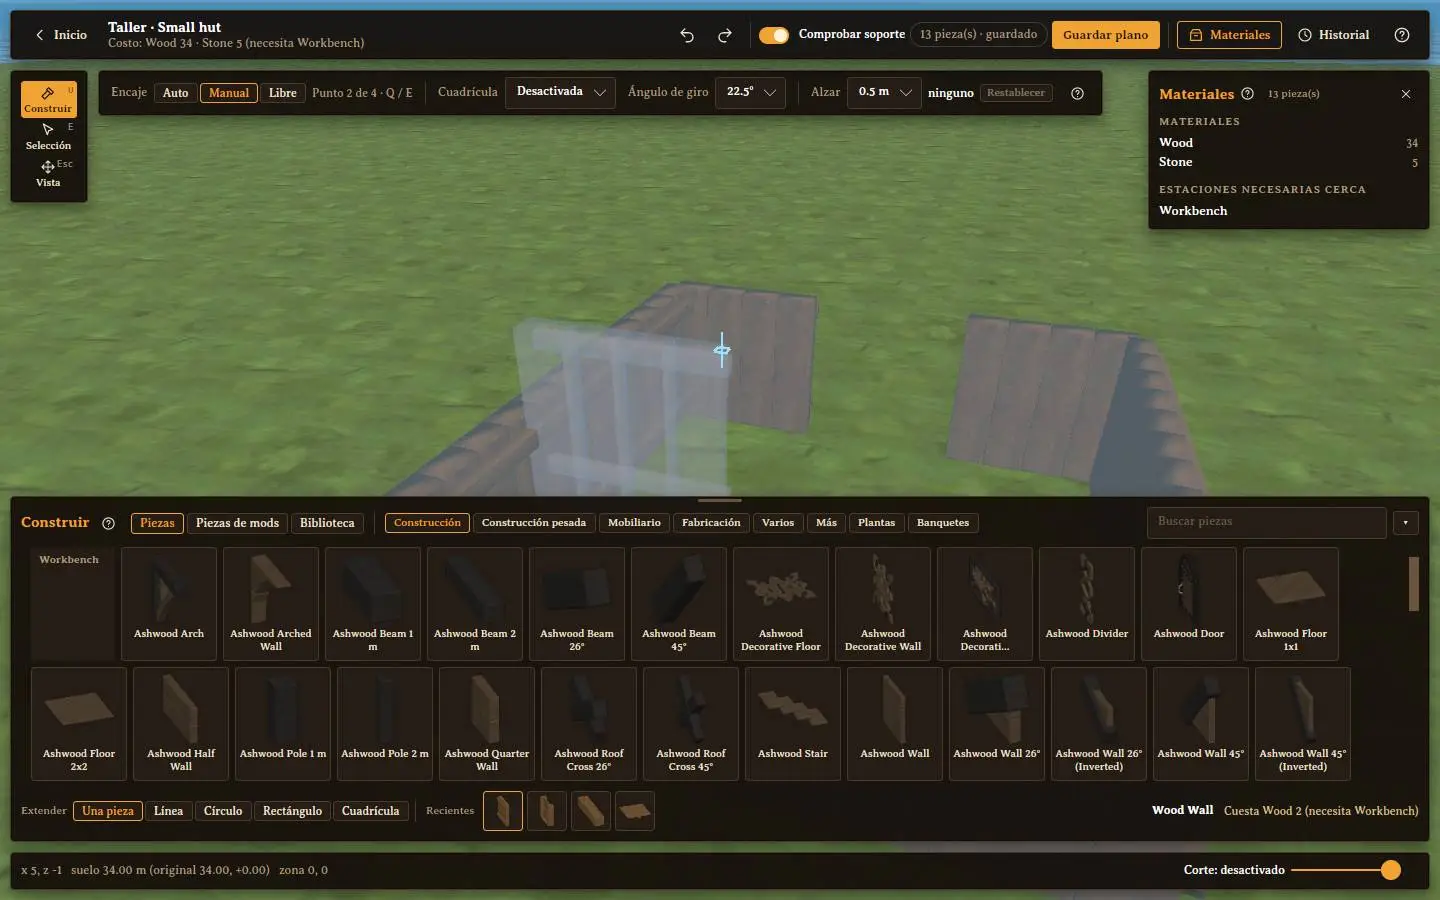 Inicio
Taller · Small hut
Costo: Wood 34 · Stone 5 (necesita Workbench)
Comprobar soporte
13 pieza(s) · guardado
Guardar plano
Materiales
Historial
U
Construir
E
Selección
Esc
Vista
Encaje Auto Manual Libre Punto 2 de 4 · Q / E Cuadrícula Desactivada Ángulo de giro 22.5° Alzar 0.5 m ninguno Restablecer
Materiales 13 pieza(s)
MATERIALES
Wood 34
Stone 5
ESTACIONES NECESARIAS CERCA
Workbench
Construir Piezas Piezas de mods Biblioteca Construcción Construcción pesada Mobiliario Fabricación Varios Más Plantas Banquetes Buscar piezas
Workbench
Ashwood Arch
Ashwood Arched
Wall
Ashwood Beam 1
m
Ashwood Beam 2
m
Ashwood Beam
26°
Ashwood Beam
45°
Ashwood
Decorative Floor
Ashwood
Decorative Wall
Ashwood
Decorati...
Ashwood Divider
Ashwood Door
Ashwood Floor
1x1
Ashwood Floor
2x2
Ashwood Half
Wall
Ashwood Pole 1 m
Ashwood Pole 2 m
Ashwood Quarter
Wall
Ashwood Roof
Cross 26°
Ashwood Roof
Cross 45°
Ashwood Stair
Ashwood Wall
Ashwood Wall 26°
Ashwood Wall 26°
(Inverted)
Ashwood Wall 45°
Ashwood Wall 45°
(Inverted)
Extender Una pieza Línea Círculo Rectángulo Cuadrícula Recientes Wood Wall Cuesta Wood 2 (necesita Workbench)
x 5, z -1 suelo 34.00 m (original 34.00, +0.00) zona 0, 0 Corte: desactivado